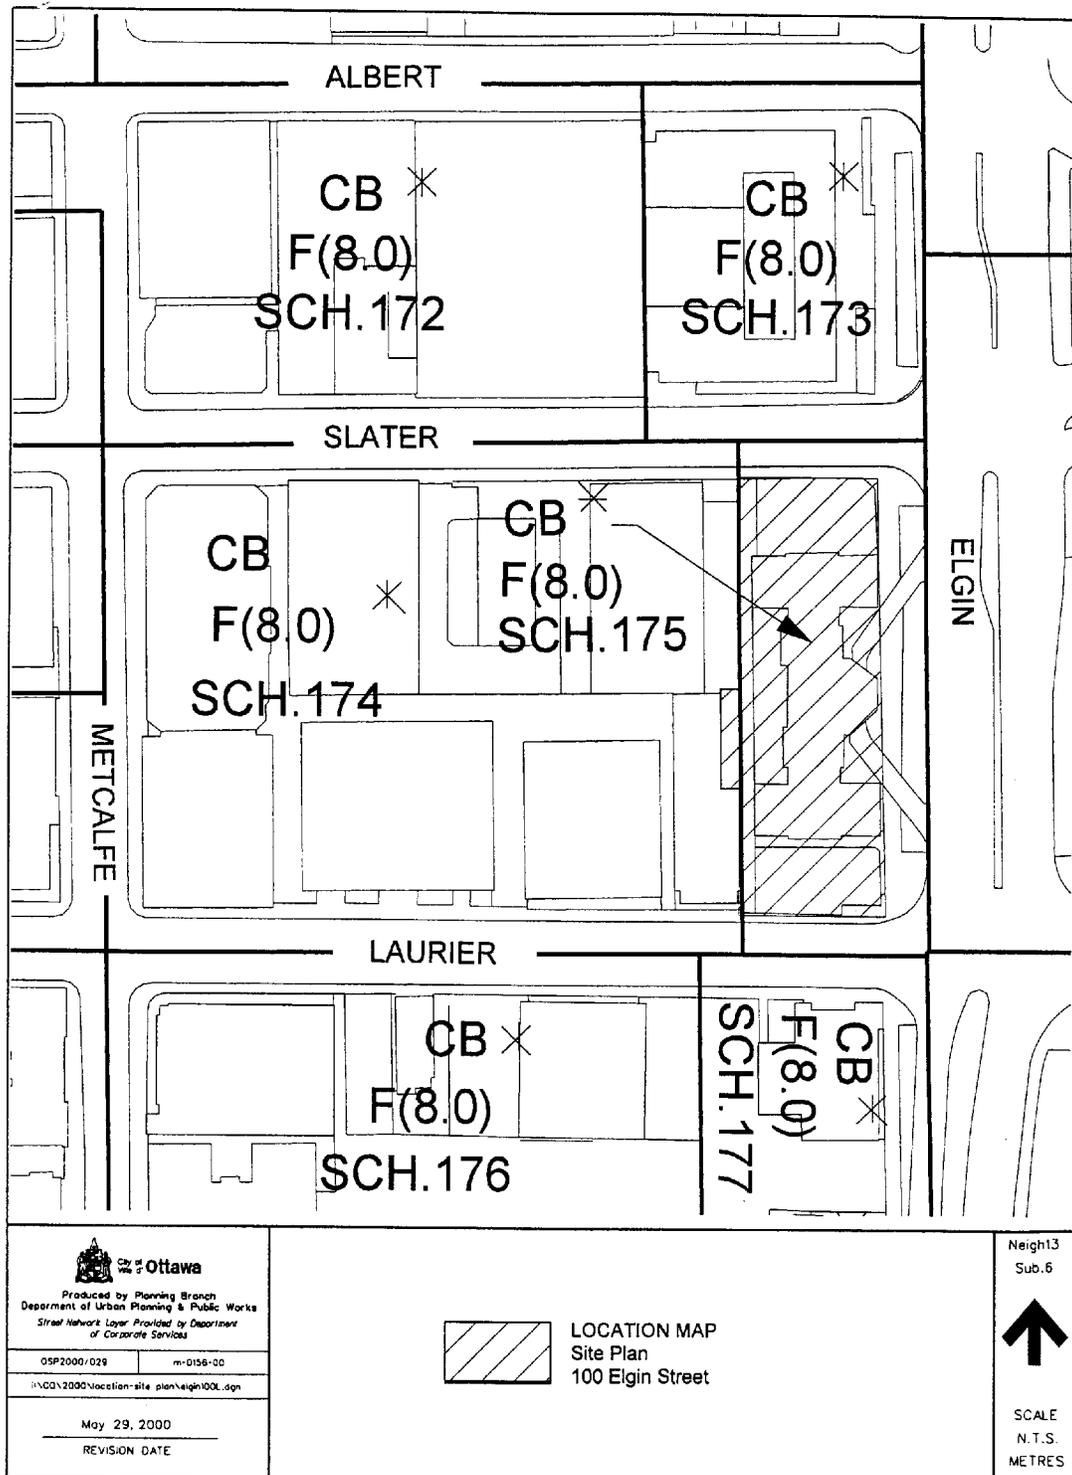 ALBERT
CB
F(8.0)
SCH.172
CB
F(8.0)
SCH.173
SLATER
CB
F(8.0)
SCH.174
CB
F(8.0)
SCH.175
ELGIN
METCALFE
LAURIER
CB
F(8.0)
SCH.176
CB
F(8.0)
SCH.177
City of
Ottawa
Produced by Planning Branch
Deparment of Urban Planning & Public Works
Street Network Layer Provided by Department
of Corporate Services
OSP2000/029
m-0156-00
May 29, 2000
REVISION DATE
LOCATION MAP
Site Plan
100 Elgin Street
Neigh13
Sub.6
SCALE
N.T.S.
METRES